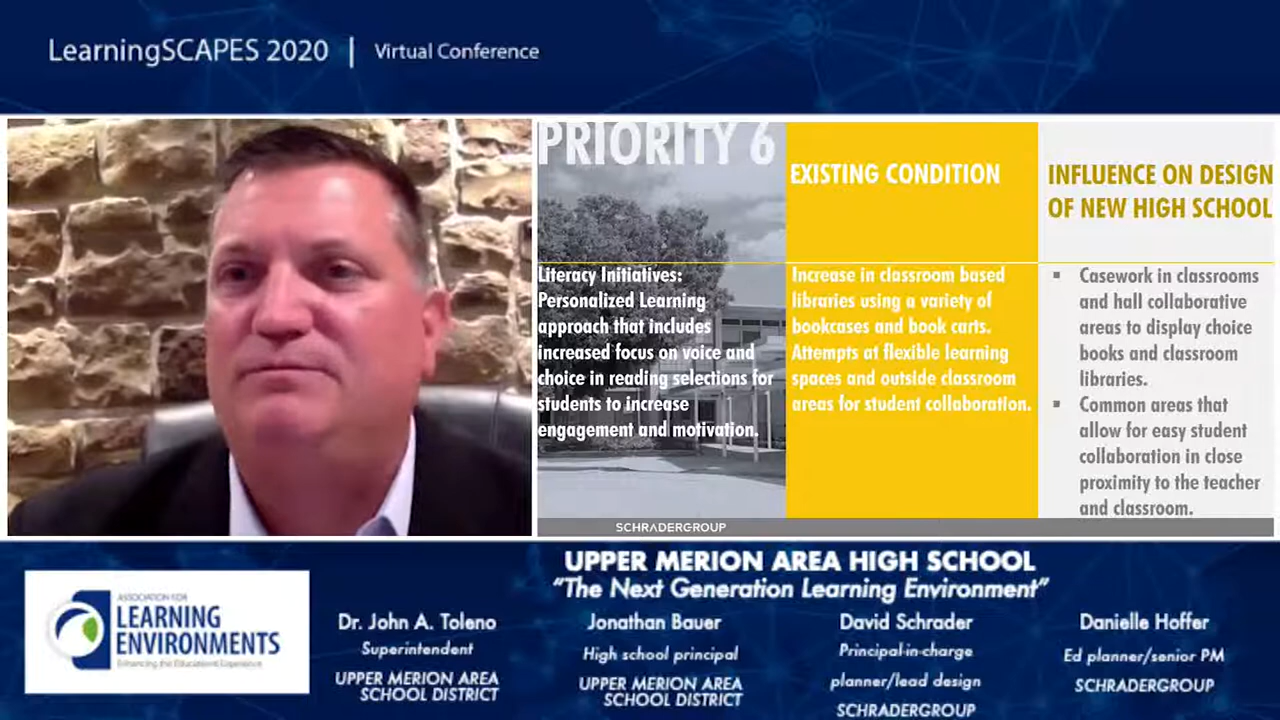 LearningSCAPES 2020 | Virtual Conference
PRIORITY 6
Literacy Initiatives:
Personalized Learning
approach that includes
increased focus on voice and
choice in reading selections for
students to increase
engagement and motivation.
EXISTING CONDITION
Increase in classroom based
libraries using a variety of
bookcases and book carts.
Attempts at flexible learning
spaces and outside classroom
areas for student collaboration.
INFLUENCE ON DESIGN
OF NEW HIGH SCHOOL
▪ Casework in classrooms
and hall collaborative
areas to display choice
books and classroom
libraries.
▪ Common areas that
allow for easy student
collaboration in close
proximity to the teacher
and classroom.
SCHRADERGROUP
ASSOCIATION FOR
LEARNING
ENVIRONMENTS
Enhancing the Educational Experience
UPPER MERION AREA HIGH SCHOOL
“The Next Generation Learning Environment”
Dr. John A. Toleno
Superintendent
UPPER MERION AREA
SCHOOL DISTRICT
Jonathan Bauer
High school principal
UPPER MERION AREA
SCHOOL DISTRICT
David Schrader
Principal-in-charge
planner/lead design
SCHRADERGROUP
Danielle Hoffer
Ed planner/senior PM
SCHRADERGROUP